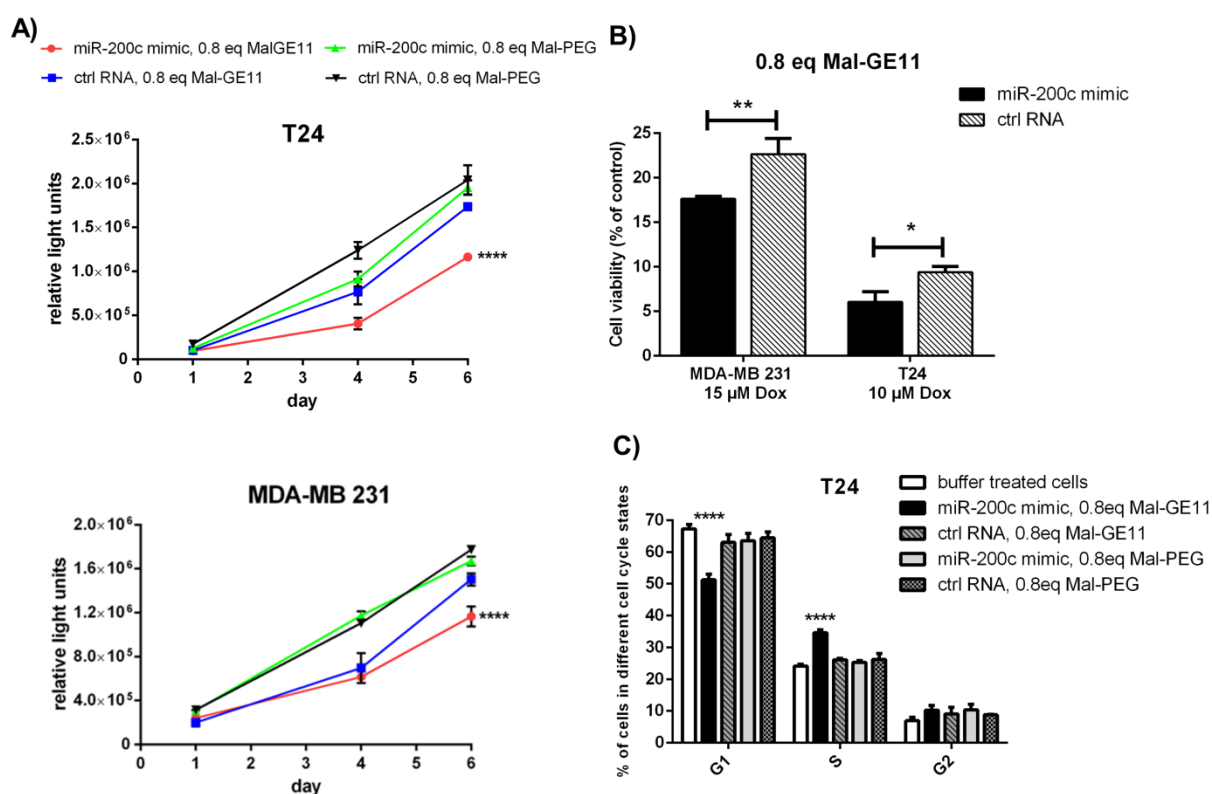 A)
miR-200c mimic, 0.8 eq MalGE11
miR-200c mimic, 0.8 eq Mal-PEG
ctrl RNA, 0.8 eq Mal-GE11
ctrl RNA, 0.8 eq Mal-PEG
T24
relative light units
2.5×10⁶
2.0×10⁶
1.5×10⁶
1.0×10⁶
5.0×10⁵
0
0 1 2 3 4 5 6
day
****
MDA-MB 231
relative light units
2.0×10⁶
1.6×10⁶
1.2×10⁶
8.0×10⁵
4.0×10⁵
0
0 1 2 3 4 5 6
day
****
B)
0.8 eq Mal-GE11
miR-200c mimic
ctrl RNA
Cell viability (% of control)
25
20
15
10
5
0
**
*
MDA-MB 231
15 µM Dox
T24
10 µM Dox
C)
T24
buffer treated cells
miR-200c mimic, 0.8eq Mal-GE11
ctrl RNA, 0.8eq Mal-GE11
miR-200c mimic, 0.8eq Mal-PEG
ctrl RNA, 0.8eq Mal-PEG
% of cells in different cell cycle states
70
60
50
40
30
20
10
0
****
****
G1
S
G2